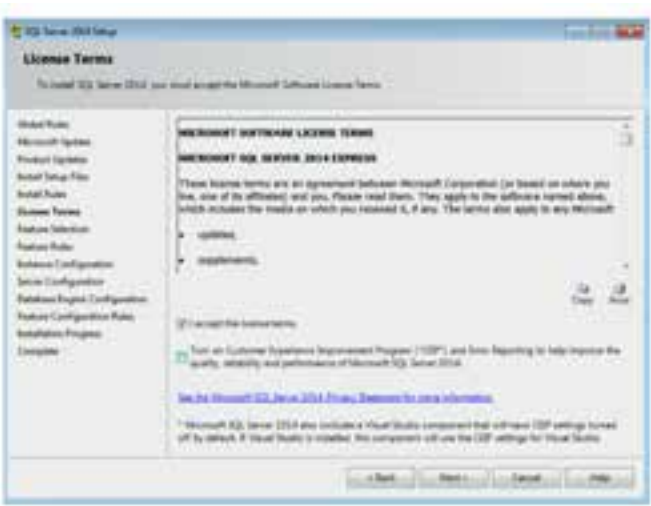 SQL Server 2014 Setup
License Terms
To install SQL Server 2014, you must accept the Microsoft Software License Terms.
Global Rules
Microsoft Update
Product Updates
Install Setup Files
Install Rules
License Terms
Feature Selection
Feature Rules
Instance Configuration
Server Configuration
Database Engine Configuration
Feature Configuration Rules
Installation Progress
Complete
MICROSOFT SOFTWARE LICENSE TERMS
MICROSOFT SQL SERVER 2014 EXPRESS
These license terms are an agreement between Microsoft Corporation (or based on where you
live, one of its affiliates) and you. Please read them. They apply to the software named above,
which includes the media on which you received it, if any. The terms also apply to any Microsoft
• updates,
• supplements,
Copy Print
I accept the license terms.
Turn on Customer Experience Improvement Program ("CEIP") and Error Reporting to help improve the
quality, reliability and performance of Microsoft SQL Server 2014.
See the Microsoft SQL Server 2014 Privacy Statement for more information.
* Microsoft SQL Server 2014 also includes a Visual Studio component that will have CEIP settings turned
off by default. If Visual Studio is installed, this component will use the CEIP settings for Visual Studio.
< Back Next > Cancel Help